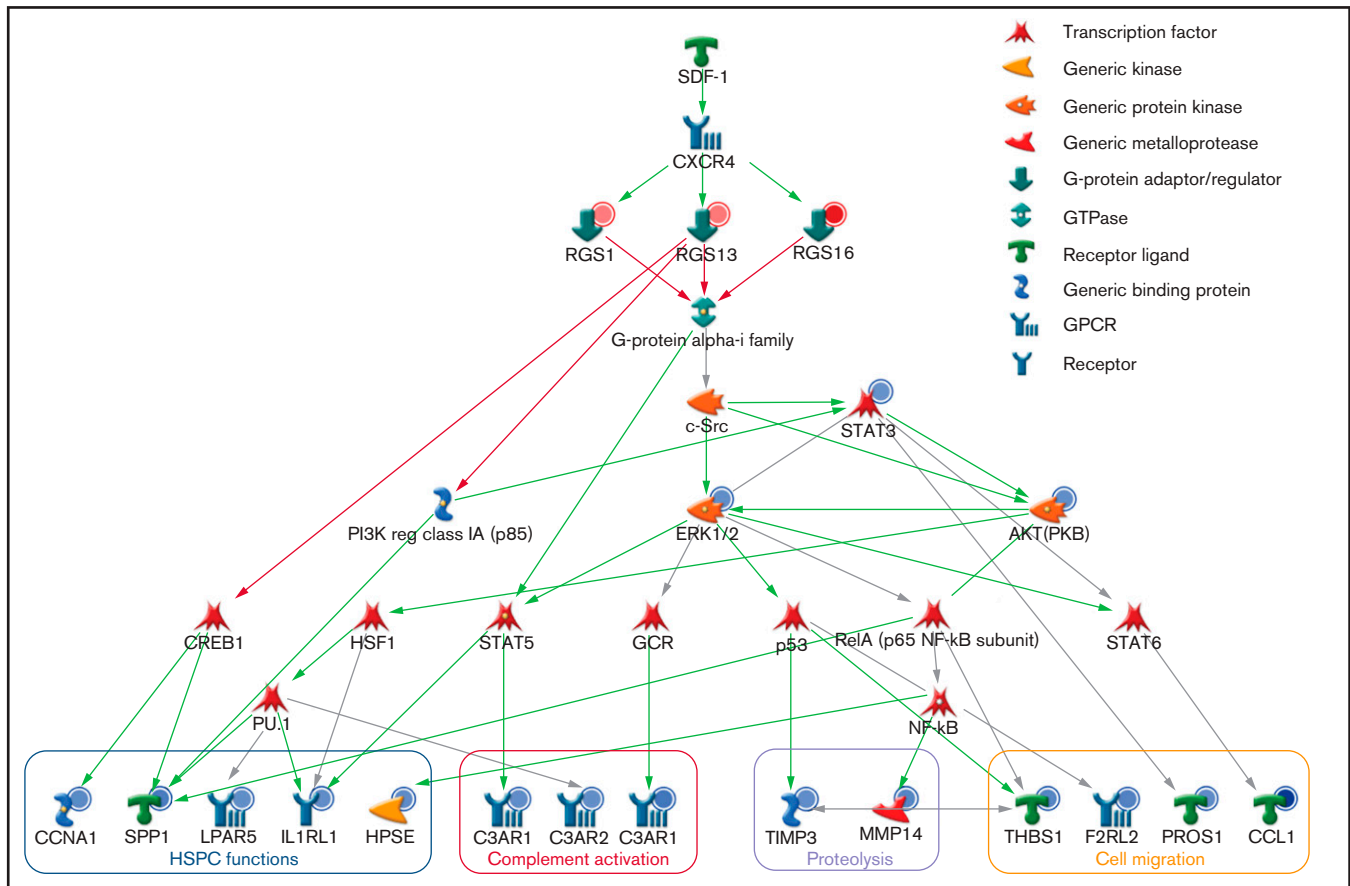 SDF-1
CXCR4
RGS1
RGS13
RGS16
G-protein alpha-i family
c-Src
STAT3
PI3K reg class IA (p85)
ERK1/2
AKT(PKB)
CREB1
HSF1
STAT5
GCR
p53
RelA (p65 NF-kB subunit)
STAT6
PU.1
NF-kB
CCNA1
SPP1
LPAR5
IL1RL1
HPSE
HSPC functions
C3AR1
C3AR2
C3AR1
Complement activation
TIMP3
MMP14
Proteolysis
THBS1
F2RL2
PROS1
CCL1
Cell migration
Transcription factor
Generic kinase
Generic protein kinase
Generic metalloprotease
G-protein adaptor/regulator
GTPase
Receptor ligand
Generic binding protein
GPCR
Receptor